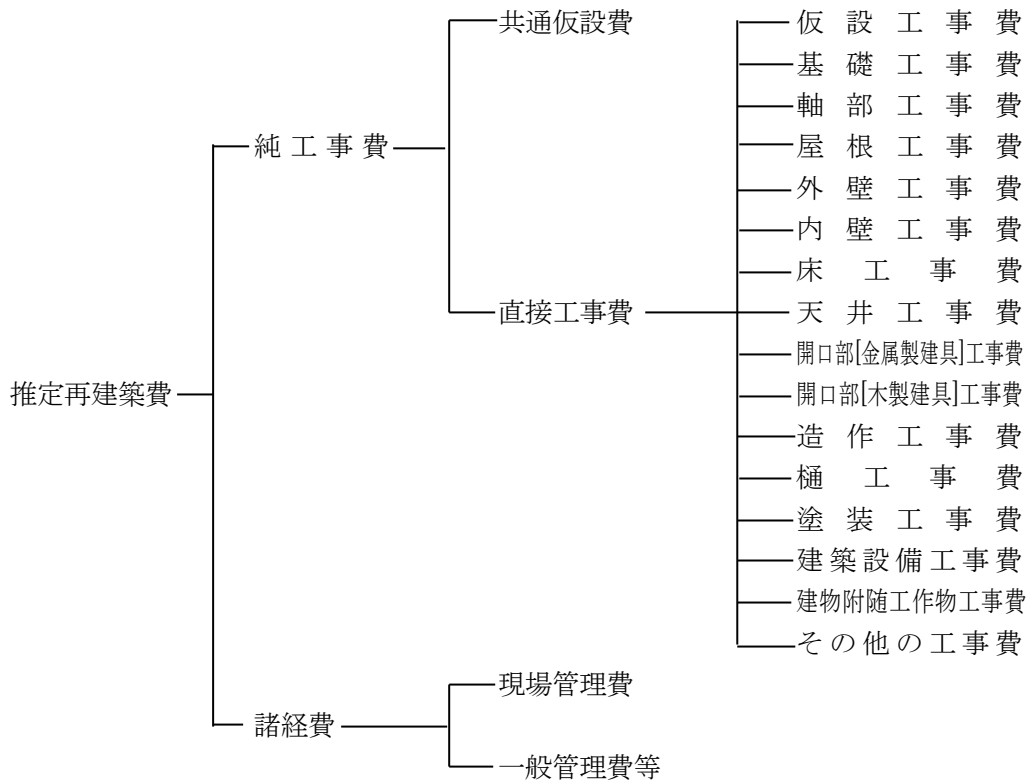 推定再建築費
純工事費
共通仮設費
直接工事費
仮設工事費
基礎工事費
軸部工事費
屋根工事費
外壁工事費
内壁工事費
床工事費
天井工事費
開口部[金属製建具]工事費
開口部[木製建具]工事費
造作工事費
樋工事費
塗装工事費
建築設備工事費
建物附随工作物工事費
その他の工事費
諸経費
現場管理費
一般管理費等